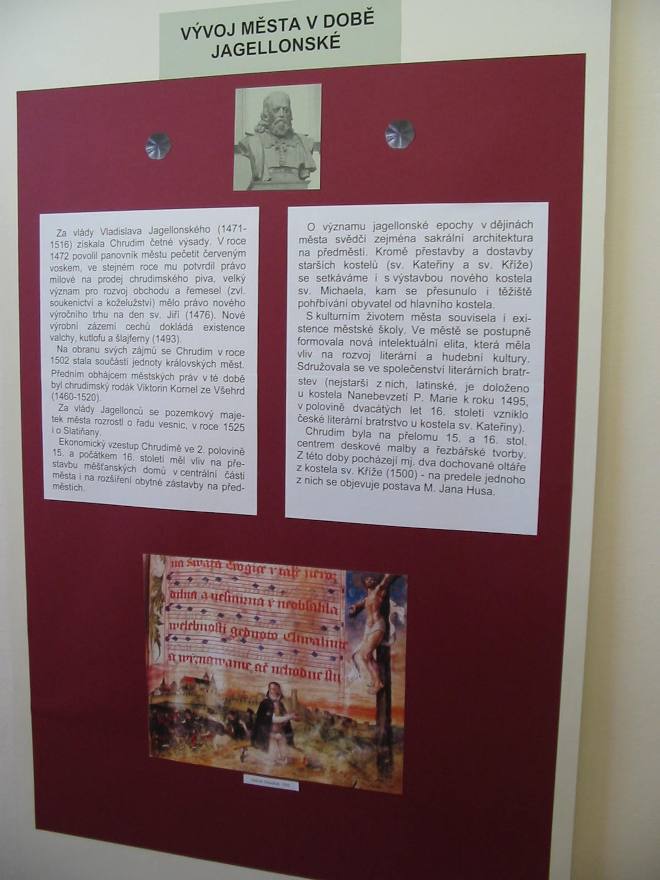 VÝVOJ MĚSTA V DOBĚ
JAGELLONSKÉ
Za vlády Vladislava Jagellonského (1471-
1516) získala Chrudim četné výsady. V roce
1472 povolil panovník městu pečetit červeným
voskem, ve stejném roce mu potvrdil právo
milové na prodej chrudimského piva, velký
význam pro rozvoj obchodu a řemesel (zvl.
soukenictví a koželužství) mělo právo nového
výročního trhu na den sv. Jiří (1476). Nové
výrobní zázemí cechů dokládá existence
valchy, kutlofu a šlajferny (1493).
Na obranu svých zájmů se Chrudim v roce
1502 stala součástí jednoty královských měst.
Předním obhájcem městských práv v té době
byl chrudimský rodák Viktorin Kornel ze Všehrd
(1460-1520).
Za vlády Jagellonců se pozemkový maje-
tek města rozrostl o řadu vesnic, v roce 1525
i o Slatiňany.
Ekonomický vzestup Chrudimě ve 2. polovině
15. a počátkem 16. století měl vliv na pře-
stavbu měšťanských domů v centrální části
města i na rozšíření obytné zástavby na před-
městích.
O významu jagellonské epochy v dějinách
města svědčí zejména sakrální architektura
na předměstí. Kromě přestavby a dostavby
starších kostelů (sv. Kateřiny a sv. Kříže)
se setkáváme i s výstavbou nového kostela
sv. Michaela, kam se přesunulo i těžiště
pohřbívání obyvatel od hlavního kostela.
S kulturním životem města souvisela i exi-
stence městské školy. Ve městě se postupně
formovala nová intelektuální elita, která měla
vliv na rozvoj literární a hudební kultury.
Sdružovala se ve společenství literárních bratr-
stev (nejstarší z nich, latinské, je doloženo
u kostela Nanebevzetí P. Marie k roku 1495,
v polovině dvacátých let 16. století vzniklo
české literární bratrstvo u kostela sv. Kateřiny).
Chrudim byla na přelomu 15. a 16. stol.
centrem deskové malby a řezbářské tvorby.
Z této doby pocházejí mj. dva dochované oltáře
z kostela sv. Kříže (1500) - na predele jednoho
z nich se objevuje postava M. Jana Husa.
na Swata Trogice v
a v
welebnosti gednoto Chwalime
a wyznawame